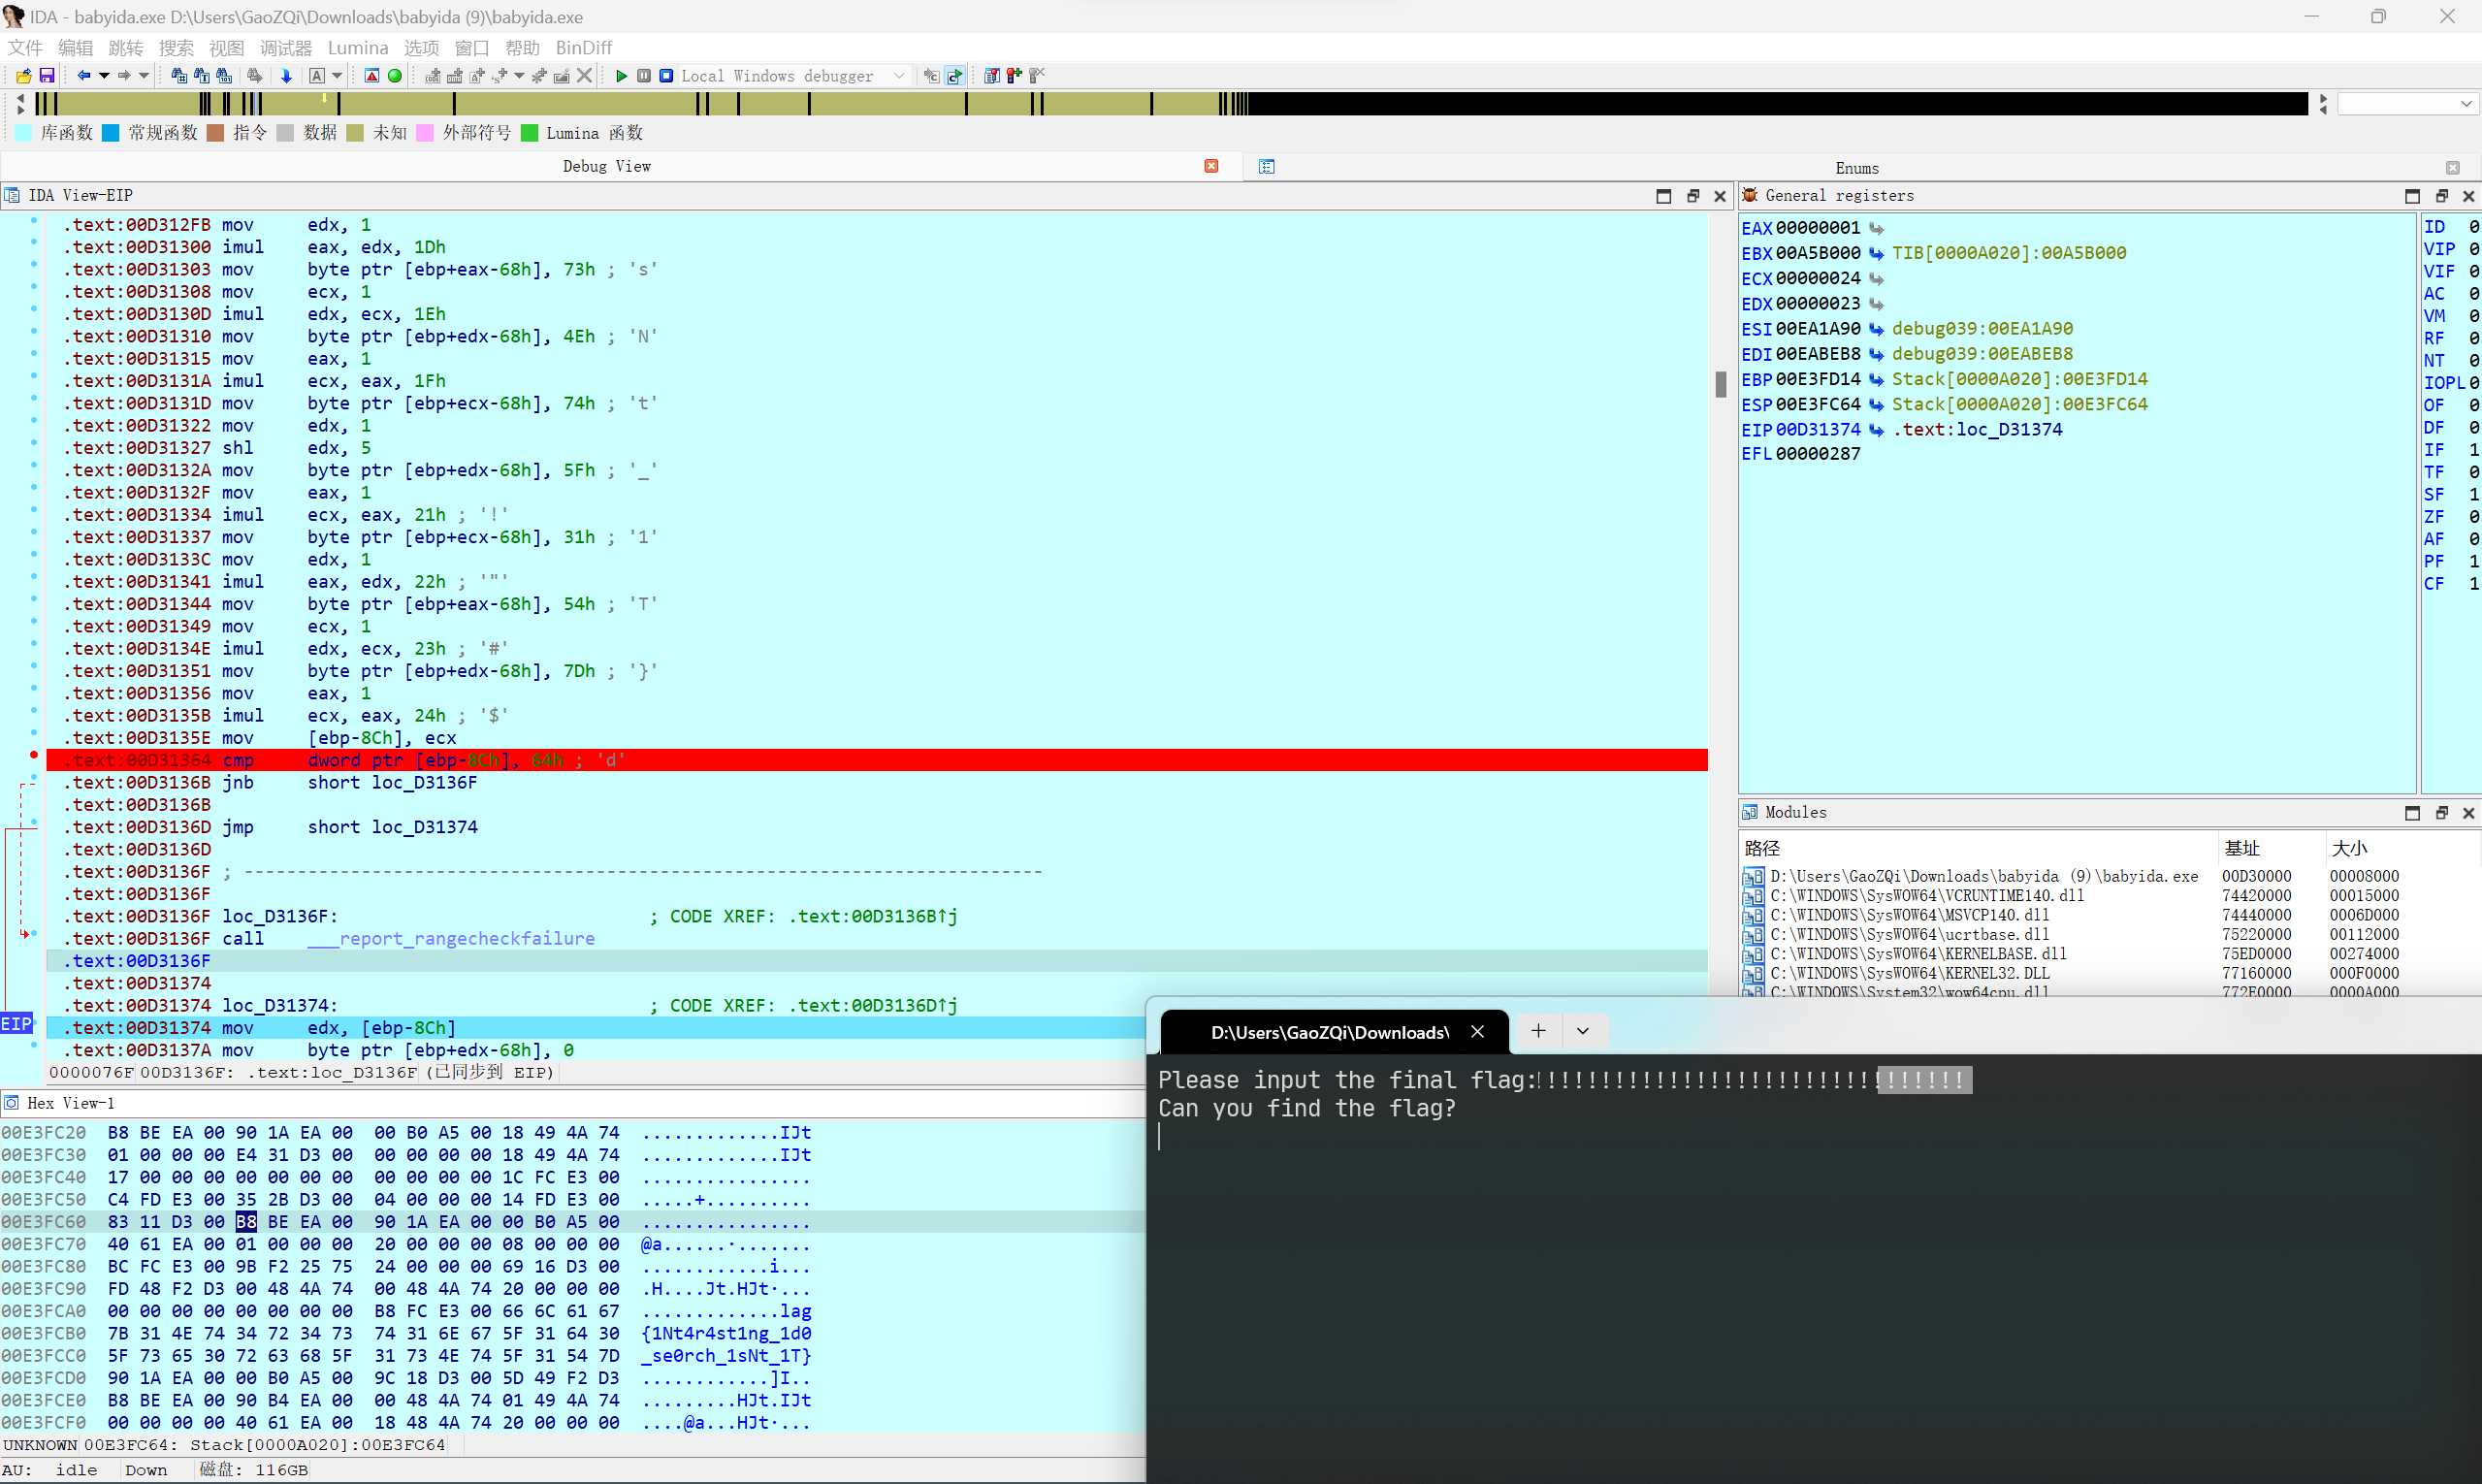 IDA - babyida.exe D:\Users\GaoZQi\Downloads\babyida (9)\babyida.exe
文件 编辑 跳转 搜索 视图 调试器 Lumina 选项 窗口 帮助 BinDiff
Local Windows debugger
库函数 常规函数 指令 数据 未知 外部符号 Lumina 函数
Debug View
Enums
IDA View-EIP
.text:00D312FB mov edx, 1
.text:00D31300 imul eax, edx, 1Dh
.text:00D31303 mov byte ptr [ebp+eax-68h], 73h ; 's'
.text:00D31308 mov ecx, 1
.text:00D3130D imul edx, ecx, 1Eh
.text:00D31310 mov byte ptr [ebp+edx-68h], 4Eh ; 'N'
.text:00D31315 mov eax, 1
.text:00D3131A imul ecx, eax, 1Fh
.text:00D3131D mov byte ptr [ebp+ecx-68h], 74h ; 't'
.text:00D31322 mov edx, 1
.text:00D31327 shl edx, 5
.text:00D3132A mov byte ptr [ebp+edx-68h], 5Fh ; '_'
.text:00D3132F mov eax, 1
.text:00D31334 imul ecx, eax, 21h ; '!'
.text:00D31337 mov byte ptr [ebp+ecx-68h], 31h ; '1'
.text:00D3133C mov edx, 1
.text:00D31341 imul eax, edx, 22h ; '"'
.text:00D31344 mov byte ptr [ebp+eax-68h], 54h ; 'T'
.text:00D31349 mov ecx, 1
.text:00D3134E imul edx, ecx, 23h ; '#'
.text:00D31351 mov byte ptr [ebp+edx-68h], 7Dh ; '}'
.text:00D31356 mov eax, 1
.text:00D3135B imul ecx, eax, 24h ; '$'
.text:00D3135E mov [ebp-8Ch], ecx
.text:00D31364 cmp dword ptr [ebp-8Ch], 64h ; 'd'
.text:00D3136B jnb short loc_D3136F
.text:00D3136B
.text:00D3136D jmp short loc_D31374
.text:00D3136D
.text:00D3136F ; ---------------------------------------------------------------------------
.text:00D3136F
.text:00D3136F loc_D3136F: ; CODE XREF: .text:00D3136B↑j
.text:00D3136F call ___report_rangecheckfailure
.text:00D3136F
.text:00D31374
.text:00D31374 loc_D31374: ; CODE XREF: .text:00D3136D↑j
EIP .text:00D31374 mov edx, [ebp-8Ch]
.text:00D3137A mov byte ptr [ebp+edx-68h], 0
0000076F 00D3136F: .text:loc_D3136F (已同步到 EIP)
General registers
EAX 00000001
EBX 00A5B000 TIB[0000A020]:00A5B000
ECX 00000024
EDX 00000023
ESI 00EA1A90 debug039:00EA1A90
EDI 00EABEB8 debug039:00EABEB8
EBP 00E3FD14 Stack[0000A020]:00E3FD14
ESP 00E3FC64 Stack[0000A020]:00E3FC64
EIP 00D31374 .text:loc_D31374
EFL 00000287
ID 0
VIP 0
VIF 0
AC 0
VM 0
RF 0
NT 0
IOPL 0
OF 0
DF 0
IF 1
TF 0
SF 1
ZF 0
AF 0
PF 1
CF 1
Modules
路径 基址 大小
D:\Users\GaoZQi\Downloads\babyida (9)\babyida.exe 00D30000 00008000
C:\WINDOWS\SysWOW64\VCRUNTIME140.dll 74420000 00015000
C:\WINDOWS\SysWOW64\MSVCP140.dll 74440000 0006D000
C:\WINDOWS\SysWOW64\ucrtbase.dll 75220000 00112000
C:\WINDOWS\SysWOW64\KERNELBASE.dll 75ED0000 00274000
C:\WINDOWS\SysWOW64\KERNEL32.DLL 77160000 000F0000
C:\WINDOWS\System32\wow64cpu.dll 772E0000 0000A000
D:\Users\GaoZQi\Downloads\
Please input the final flag:!!!!!!!!!!!!!!!!!!!!!!!!!!!!!!!!
Can you find the flag?
Hex View-1
00E3FC20 B8 BE EA 00 90 1A EA 00 00 B0 A5 00 18 49 4A 74 .............IJt
00E3FC30 01 00 00 00 E4 31 D3 00 00 00 00 00 18 49 4A 74 .............IJt
00E3FC40 17 00 00 00 00 00 00 00 00 00 00 00 1C FC E3 00 ................
00E3FC50 C4 FD E3 00 35 2B D3 00 04 00 00 00 14 FD E3 00 .....+..........
00E3FC60 83 11 D3 00 B8 BE EA 00 90 1A EA 00 00 B0 A5 00 ................
00E3FC70 40 61 EA 00 01 00 00 00 20 00 00 00 08 00 00 00 @a......·.......
00E3FC80 BC FC E3 00 9B F2 25 75 24 00 00 00 69 16 D3 00 ............i...
00E3FC90 FD 48 F2 D3 00 48 4A 74 00 48 4A 74 20 00 00 00 .H....Jt.HJt·...
00E3FCA0 00 00 00 00 00 00 00 00 B8 FC E3 00 66 6C 61 67 .............lag
00E3FCB0 7B 31 4E 74 34 72 34 73 74 31 6E 67 5F 31 64 30 {1Nt4r4st1ng_1d0
00E3FCC0 5F 73 65 30 72 63 68 5F 31 73 4E 74 5F 31 54 7D _se0rch_1sNt_1T}
00E3FCD0 90 1A EA 00 00 B0 A5 00 9C 18 D3 00 5D 49 F2 D3 ............]I..
00E3FCE0 B8 BE EA 00 90 B4 EA 00 00 48 4A 74 01 49 4A 74 .........HJt.IJt
00E3FCF0 00 00 00 00 40 61 EA 00 18 48 4A 74 20 00 00 00 ....@a...HJt·...
UNKNOWN 00E3FC64: Stack[0000A020]:00E3FC64
AU: idle Down 磁盘: 116GB